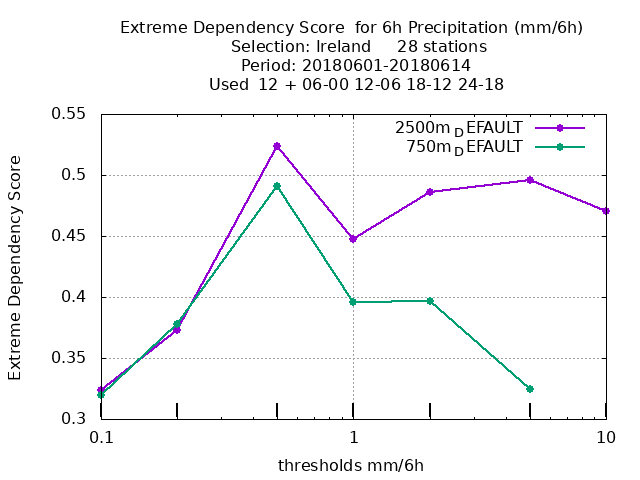 Extreme Dependency Score  for 6h Precipitation (mm/6h)
Selection: Ireland     28 stations
Period: 20180601-20180614
Used  12 + 06-00 12-06 18-12 24-18
2500m_DEFAULT
750m_DEFAULT
Extreme Dependency Score
0.55
0.5
0.45
0.4
0.35
0.3
0.1
1
10
thresholds mm/6h